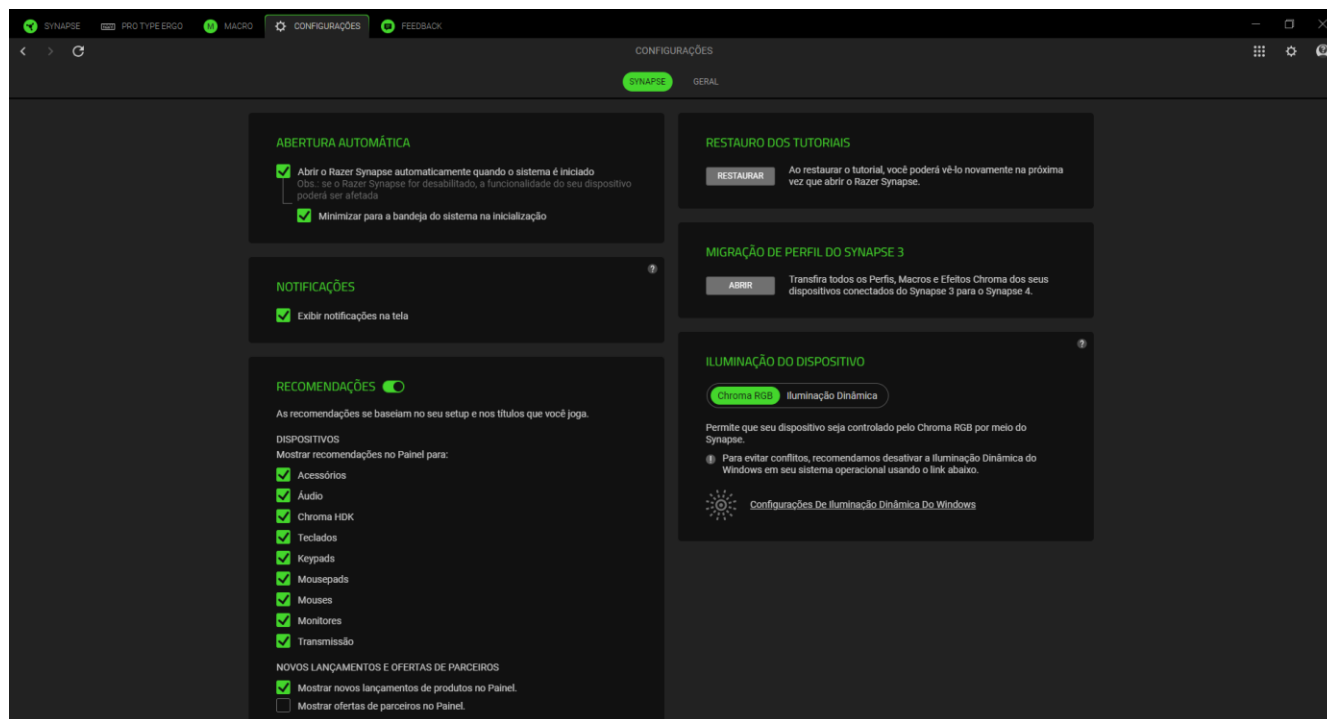 SYNAPSE
PRO TYPE ERGO
MACRO
CONFIGURAÇÕES
FEEDBACK
CONFIGURAÇÕES
SYNAPSE
GERAL
ABERTURA AUTOMÁTICA
Abrir o Razer Synapse automaticamente quando o sistema é iniciado
Obs.: se o Razer Synapse for desabilitado, a funcionalidade do seu dispositivo
poderá ser afetada
Minimizar para a bandeja do sistema na inicialização
NOTIFICAÇÕES
Exibir notificações na tela
RECOMENDAÇÕES
As recomendações se baseiam no seu setup e nos títulos que você joga.
DISPOSITIVOS
Mostrar recomendações no Painel para:
Acessórios
Áudio
Chroma HDK
Teclados
Keypads
Mousepads
Mouses
Monitores
Transmissão
NOVOS LANÇAMENTOS E OFERTAS DE PARCEIROS
Mostrar novos lançamentos de produtos no Painel.
Mostrar ofertas de parceiros no Painel.
RESTAURO DOS TUTORIAIS
RESTAURAR
Ao restaurar o tutorial, você poderá vê-lo novamente na próxima
vez que abrir o Razer Synapse.
MIGRAÇÃO DE PERFIL DO SYNAPSE 3
ABRIR
Transfira todos os Perfis, Macros e Efeitos Chroma dos seus
dispositivos conectados do Synapse 3 para o Synapse 4.
ILUMINAÇÃO DO DISPOSITIVO
Chroma RGB
Iluminação Dinâmica
Permite que seu dispositivo seja controlado pelo Chroma RGB por meio do
Synapse.
Para evitar conflitos, recomendamos desativar a Iluminação Dinâmica do
Windows em seu sistema operacional usando o link abaixo.
Configurações De Iluminação Dinâmica Do Windows